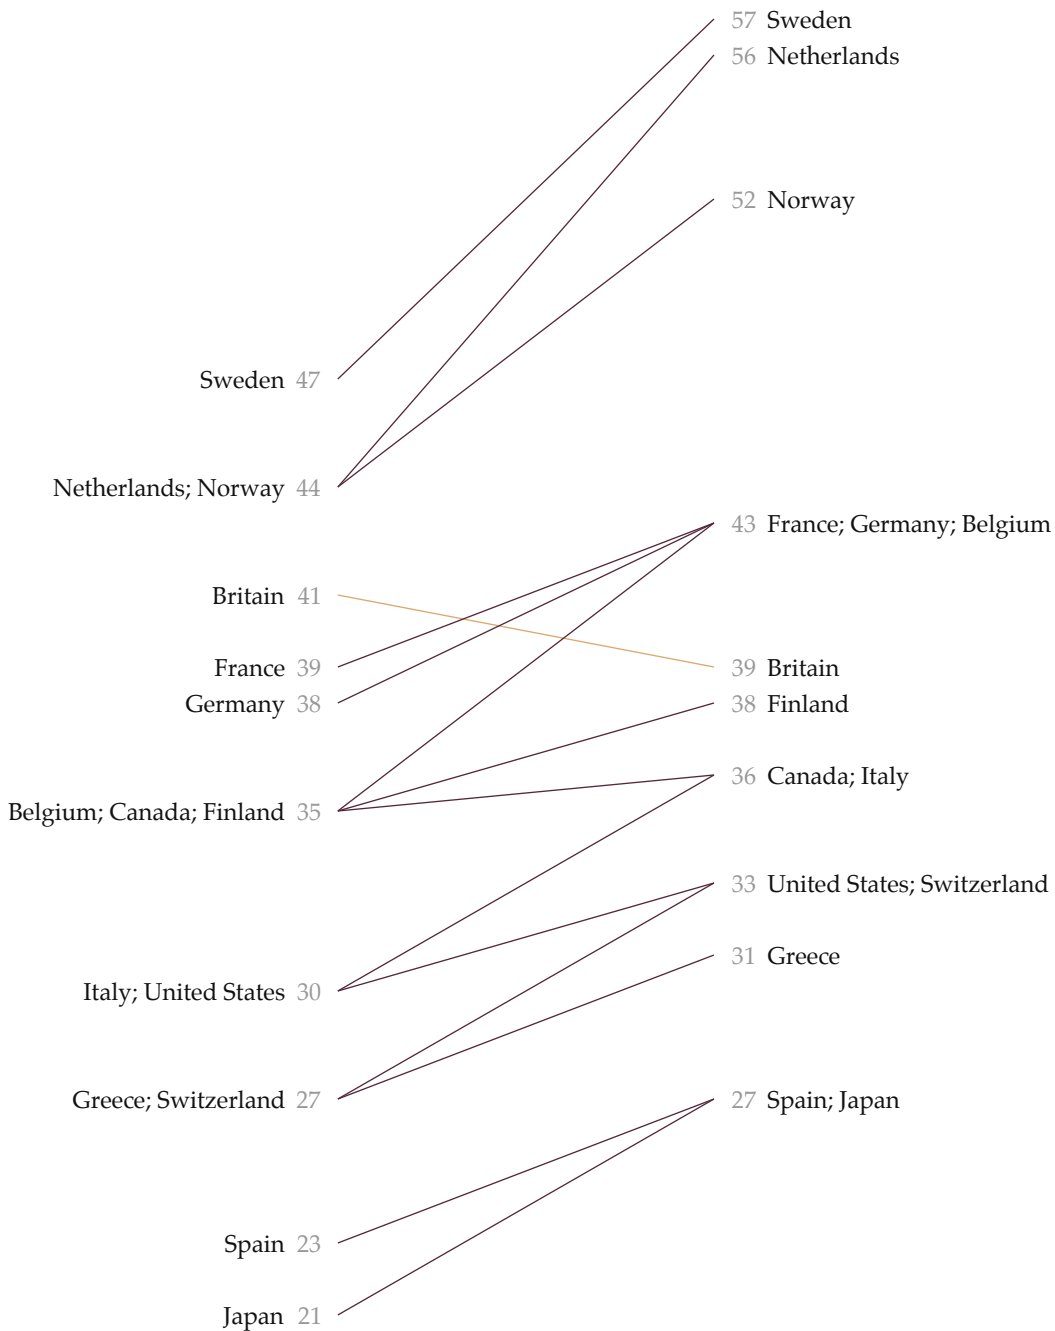 57 Sweden
56 Netherlands
52 Norway
Sweden 47
Netherlands; Norway 44
43 France; Germany; Belgium
Britain 41
France 39
39 Britain
Germany 38
38 Finland
36 Canada; Italy
Belgium; Canada; Finland 35
33 United States; Switzerland
31 Greece
Italy; United States 30
Greece; Switzerland 27
27 Spain; Japan
Spain 23
Japan 21